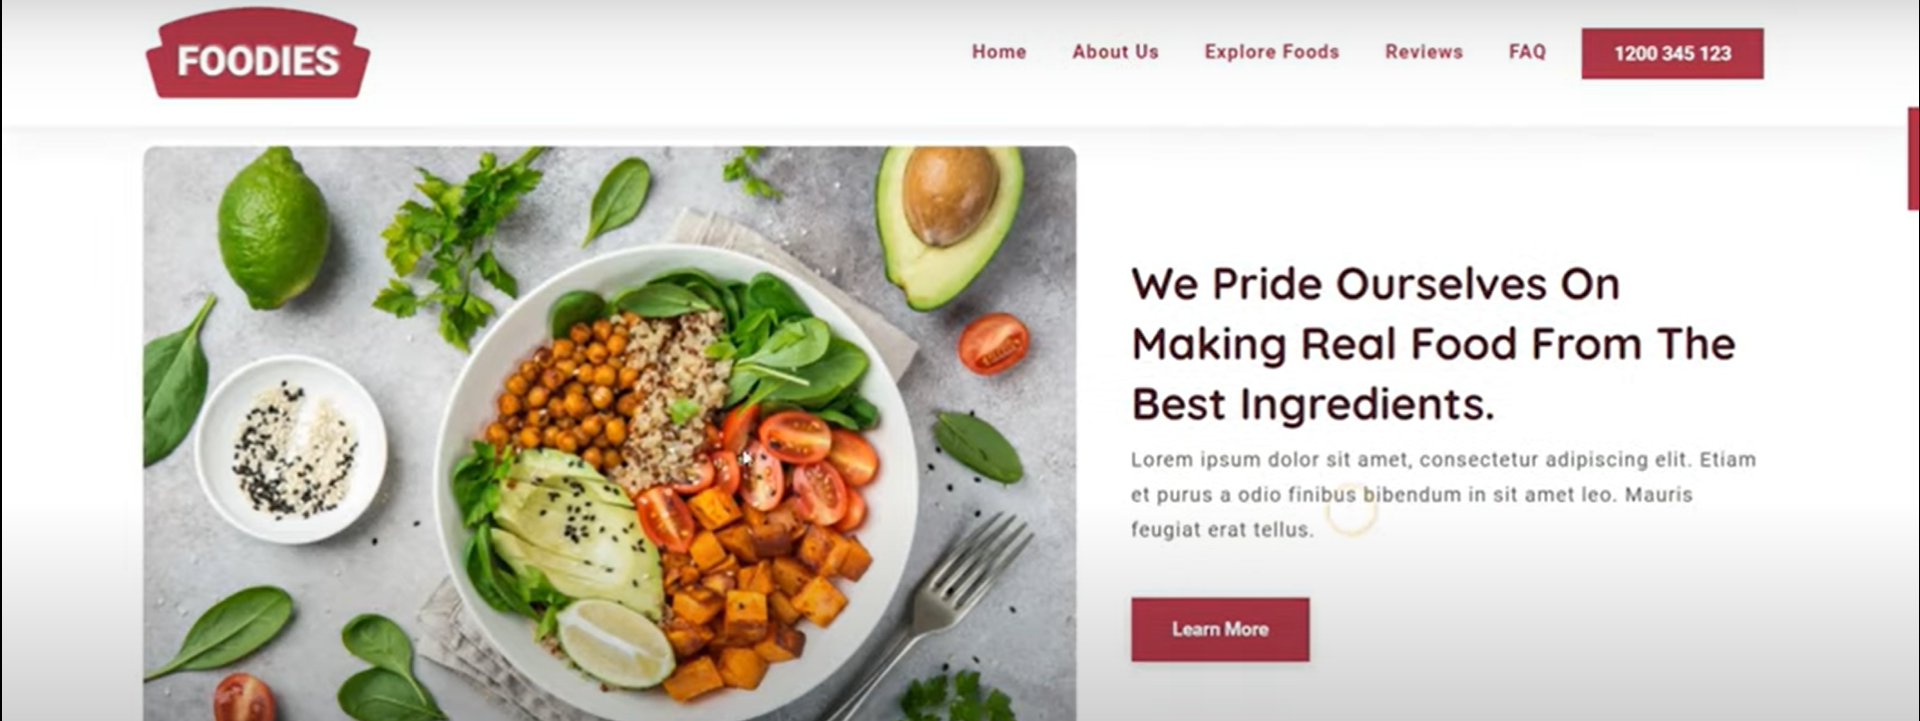 FOODIES
Home About Us Explore Foods Reviews FAQ 1200 345 123
We Pride Ourselves On
Making Real Food From The
Best Ingredients.
Lorem ipsum dolor sit amet, consectetur adipiscing elit. Etiam
et purus a odio finibus bibendum in sit amet leo. Mauris
feugiat erat tellus.
Learn More